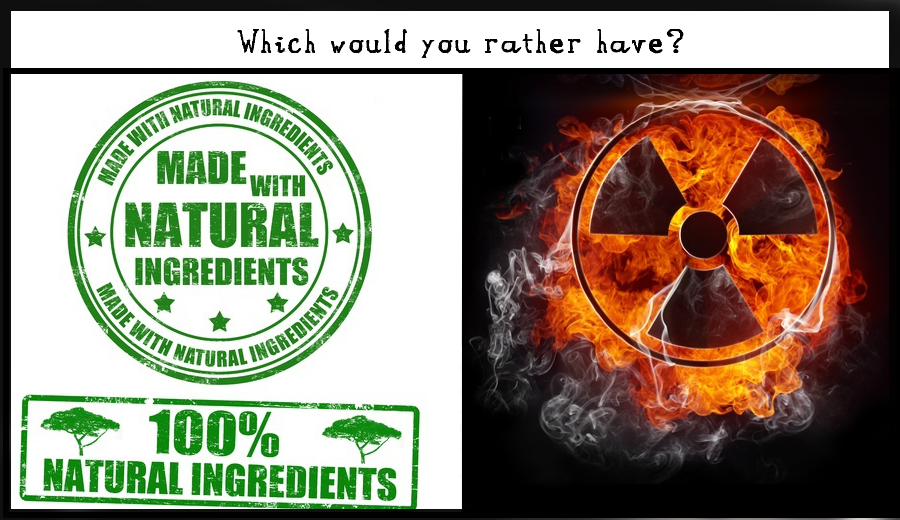 Which would you rather have?
MADE WITH NATURAL INGREDIENTS
MADE
WITH
NATURAL
INGREDIENTS
MADE WITH NATURAL INGREDIENTS
100%
NATURAL INGREDIENTS